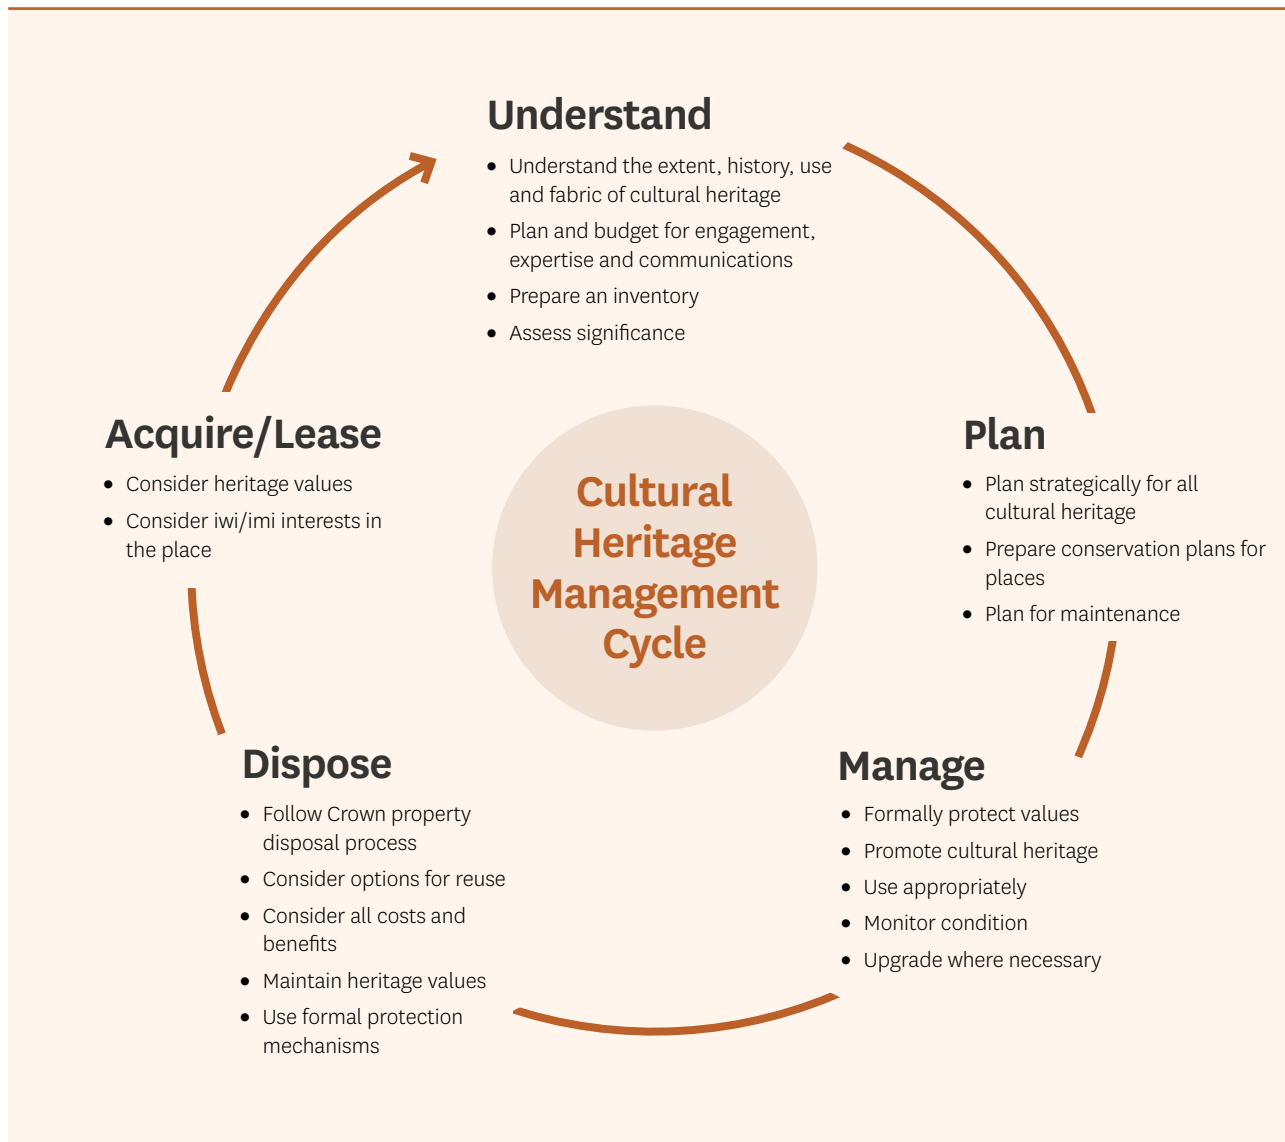 Understand
• Understand the extent, history, use
and fabric of cultural heritage
• Plan and budget for engagement,
expertise and communications
• Prepare an inventory
• Assess significance
Plan
• Plan strategically for all
cultural heritage
• Prepare conservation plans for
places
• Plan for maintenance
Manage
• Formally protect values
• Promote cultural heritage
• Use appropriately
• Monitor condition
• Upgrade where necessary
Dispose
• Follow Crown property
disposal process
• Consider options for reuse
• Consider all costs and
benefits
• Maintain heritage values
• Use formal protection
mechanisms
Acquire/Lease
• Consider heritage values
• Consider iwi/imi interests in
the place
Cultural
Heritage
Management
Cycle